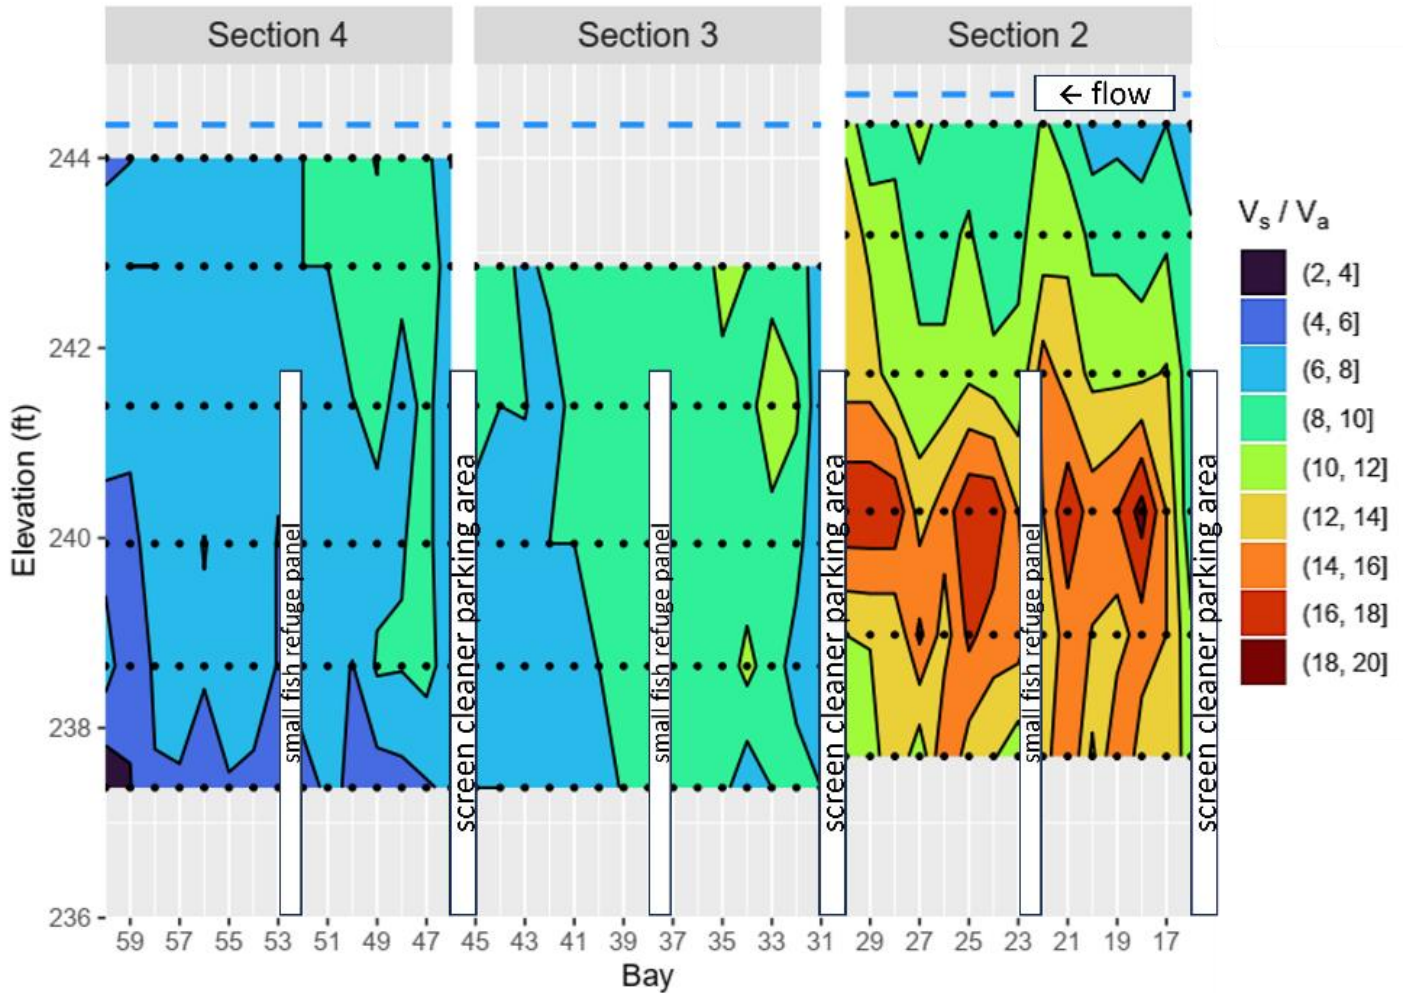 Section 4
Section 3
Section 2
← flow
244
242
240
238
236
Elevation (ft)
small fish refuge panel
screen cleaner parking area
small fish refuge panel
screen cleaner parking area
small fish refuge panel
screen cleaner parking area
59 57 55 53 51 49 47 45 43 41 39 37 35 33 31 29 27 25 23 21 19 17
Bay
Vs / Va
(2, 4]
(4, 6]
(6, 8]
(8, 10]
(10, 12]
(12, 14]
(14, 16]
(16, 18]
(18, 20]